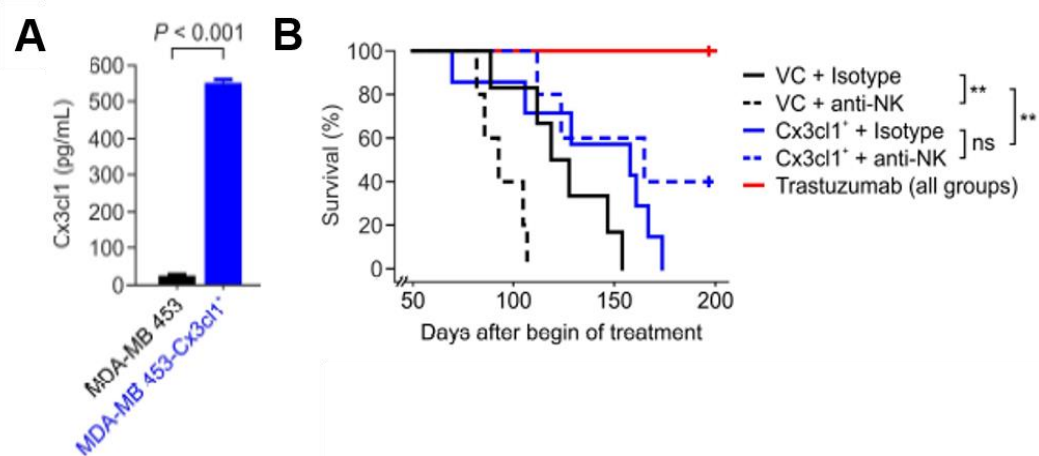 A
P < 0.001
Cx3cl1 (pg/mL)
600
500
400
300
200
100
0
MDA-MB 453
MDA-MB 453-Cx3cl1⁺
B
Survival (%)
100
80
60
40
20
0
50
100
150
200
Days after begin of treatment
VC + Isotype
VC + anti-NK
Cx3cl1⁺ + Isotype
Cx3cl1⁺ + anti-NK
Trastuzumab (all groups)
**
ns
**